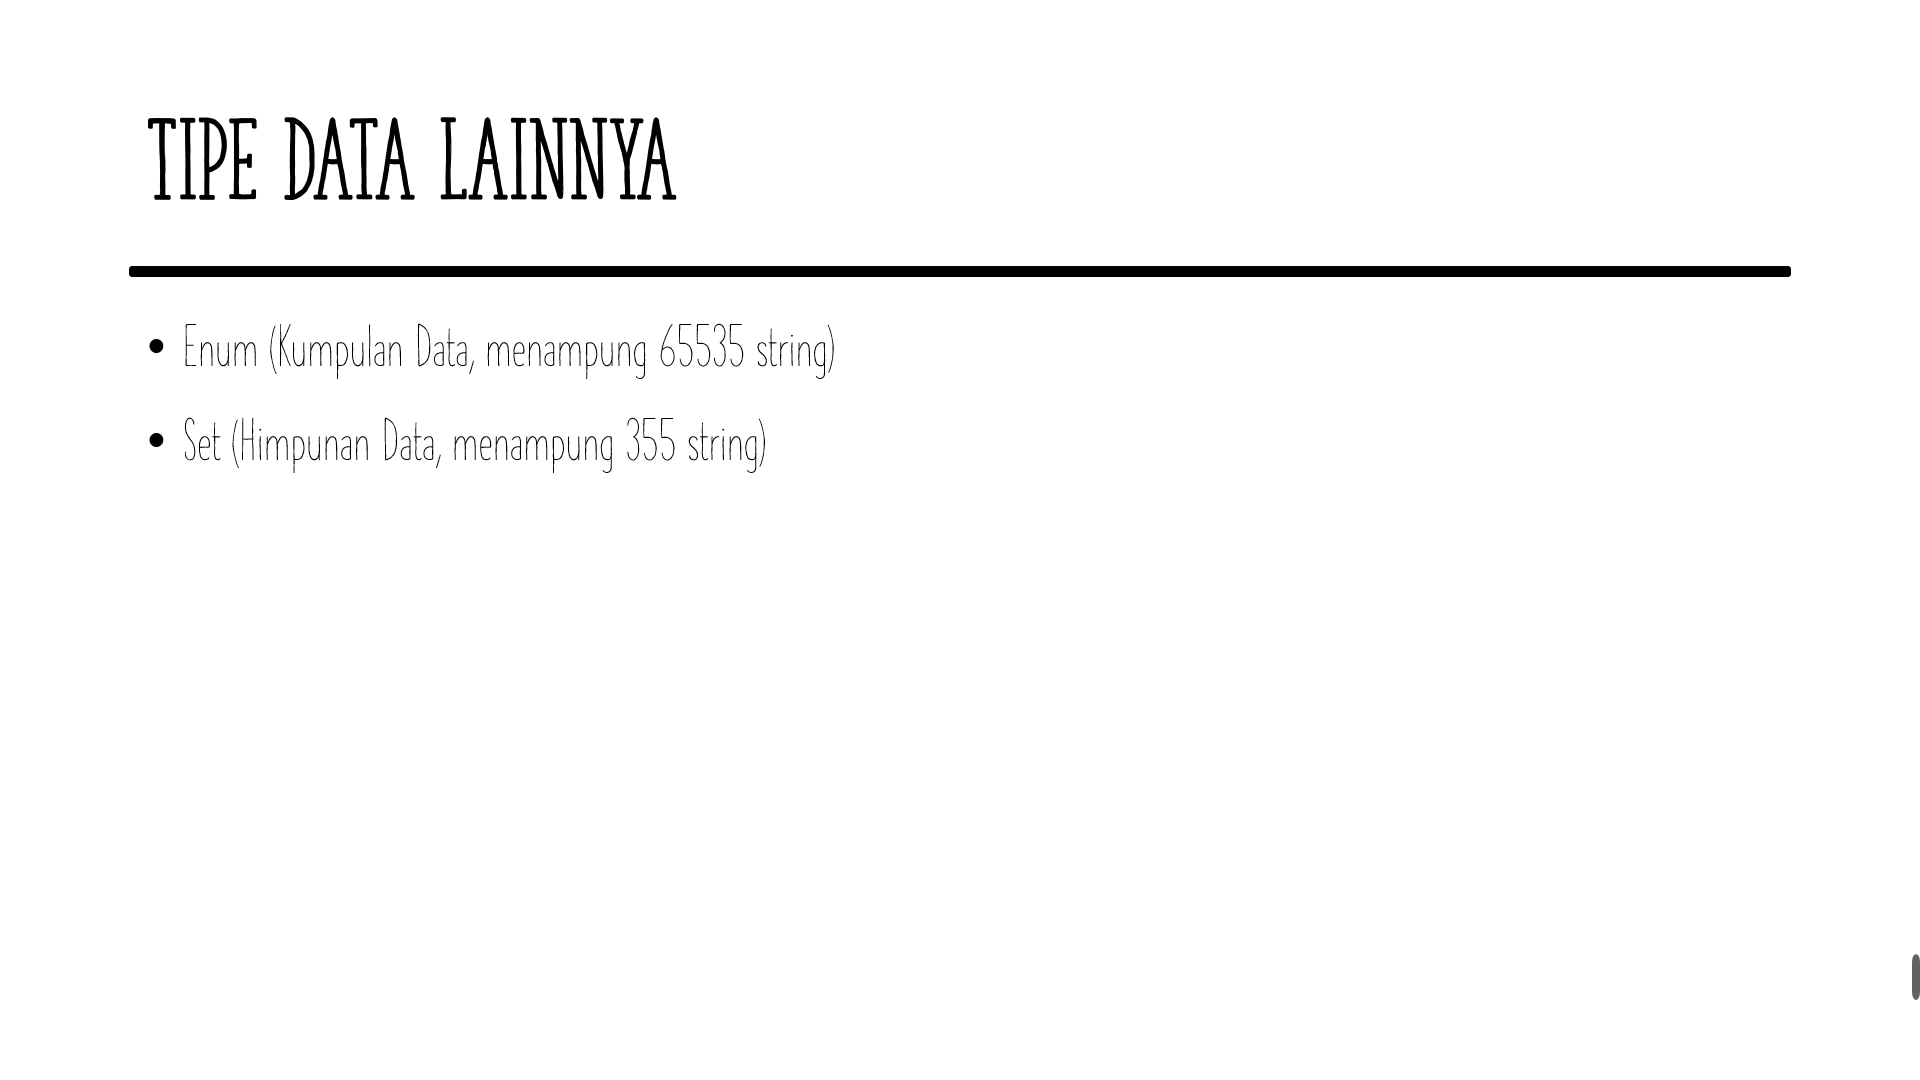 TIPE DATA LAINNYA
• Enum (Kumpulan Data, menampung 65535 string)
• Set (Himpunan Data, menampung 355 string)